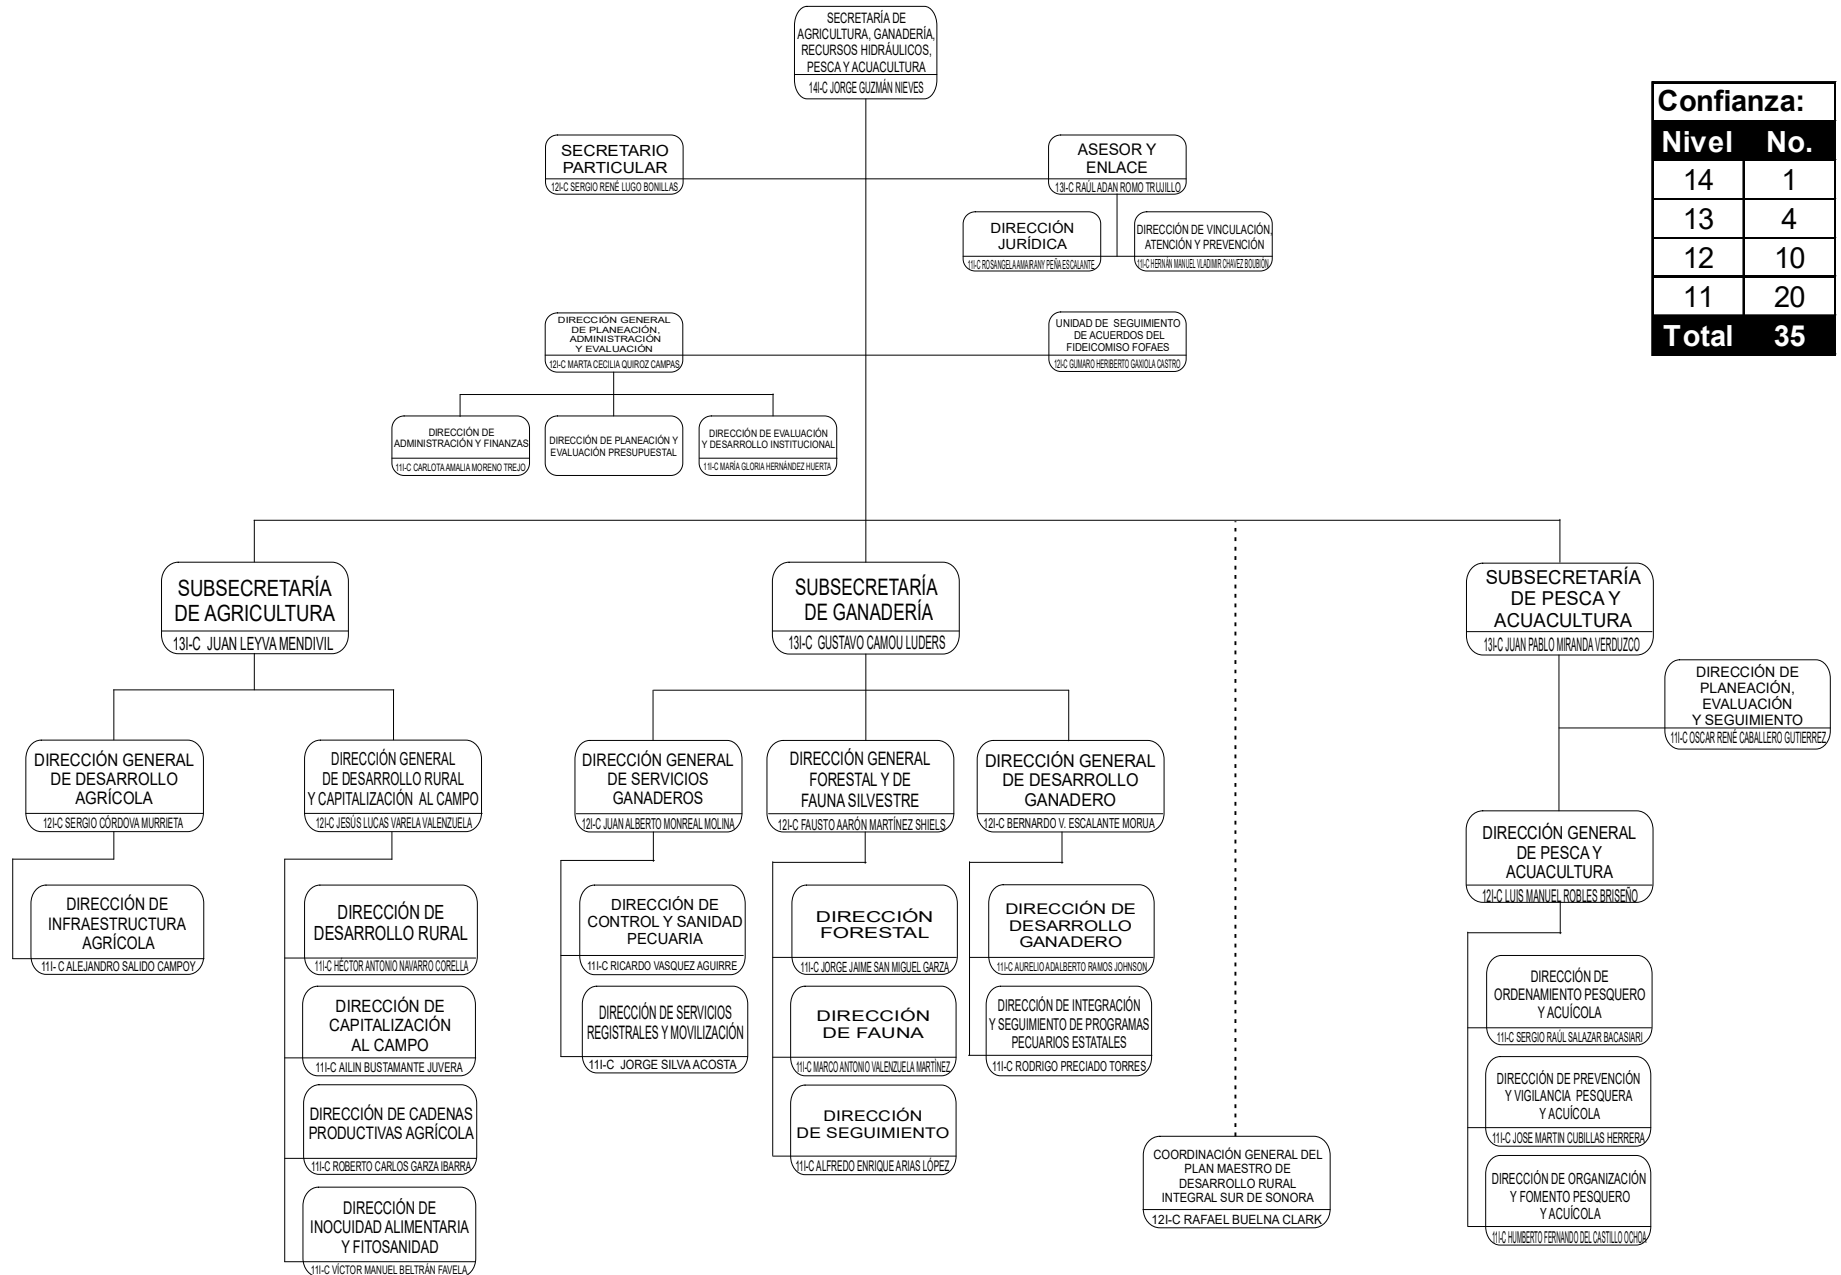 SECRETARÍA DE
AGRICULTURA, GANADERÍA,
RECURSOS HIDRÁULICOS,
PESCA Y ACUACULTURA
14I-C JORGE GUZMÁN NIEVES
Confianza:
Nivel No.
14 1
13 4
12 10
11 20
Total 35
SECRETARIO
PARTICULAR
12I-C SERGIO RENÉ LUGO BONILLAS
ASESOR Y
ENLACE
13I-C RAÚL ADAN ROMO TRUJILLO
DIRECCIÓN
JURÍDICA
11I-C ROSANGELA AMAIRANY PEÑA ESCALANTE
DIRECCIÓN DE VINCULACIÓN,
ATENCIÓN Y PREVENCIÓN
11I-C HERNÁN MANUEL VLADIMIR CHAVEZ BOUBIÓN
DIRECCIÓN GENERAL
DE PLANEACIÓN,
ADMINISTRACIÓN
Y EVALUACIÓN
12I-C MARTA CECILIA QUIROZ CAMPAS
UNIDAD DE SEGUIMIENTO
DE ACUERDOS DEL
FIDEICOMISO FOFAES
12I-C GUMARO HERIBERTO GAXIOLA CASTRO
DIRECCIÓN DE
ADMINISTRACIÓN Y FINANZAS
11I-C CARLOTA AMALIA MORENO TREJO
DIRECCIÓN DE PLANEACIÓN Y
EVALUACIÓN PRESUPUESTAL
DIRECCIÓN DE EVALUACIÓN
Y DESARROLLO INSTITUCIONAL
11I-C MARÍA GLORIA HERNÁNDEZ HUERTA
SUBSECRETARÍA
DE AGRICULTURA
13I-C JUAN LEYVA MENDIVIL
SUBSECRETARÍA
DE GANADERÍA
13I-C GUSTAVO CAMOU LUDERS
SUBSECRETARÍA
DE PESCA Y
ACUACULTURA
13I-C JUAN PABLO MIRANDA VERDUZCO
DIRECCIÓN DE
PLANEACIÓN,
EVALUACIÓN
Y SEGUIMIENTO
11I-C OSCAR RENÉ CABALLERO GUTIERREZ
DIRECCIÓN GENERAL
DE DESARROLLO
AGRÍCOLA
12I-C SERGIO CÓRDOVA MURRIETA
DIRECCIÓN GENERAL
DE DESARROLLO RURAL
Y CAPITALIZACIÓN AL CAMPO
12I-C JESÚS LUCAS VARELA VALENZUELA
DIRECCIÓN GENERAL
DE SERVICIOS
GANADEROS
12I-C JUAN ALBERTO MONREAL MOLINA
DIRECCIÓN GENERAL
FORESTAL Y DE
FAUNA SILVESTRE
12I-C FAUSTO AARÓN MARTÍNEZ SHIELS
DIRECCIÓN GENERAL
DE DESARROLLO
GANADERO
12I-C BERNARDO V. ESCALANTE MORUA
DIRECCIÓN GENERAL
DE PESCA Y
ACUACULTURA
12I-C LUIS MANUEL ROBLES BRISEÑO
DIRECCIÓN DE
INFRAESTRUCTURA
AGRÍCOLA
11I- C ALEJANDRO SALIDO CAMPOY
DIRECCIÓN DE
DESARROLLO RURAL
11I-C HÉCTOR ANTONIO NAVARRO CORELLA
DIRECCIÓN DE
CAPITALIZACIÓN
AL CAMPO
11I-C AILIN BUSTAMANTE JUVERA
DIRECCIÓN DE CADENAS
PRODUCTIVAS AGRÍCOLA
11I-C ROBERTO CARLOS GARZA IBARRA
DIRECCIÓN DE
INOCUIDAD ALIMENTARIA
Y FITOSANIDAD
11I-C VÍCTOR MANUEL BELTRÁN FAVELA
DIRECCIÓN DE
CONTROL Y SANIDAD
PECUARIA
11I-C RICARDO VASQUEZ AGUIRRE
DIRECCIÓN DE SERVICIOS
REGISTRALES Y MOVILIZACIÓN
11I-C JORGE SILVA ACOSTA
DIRECCIÓN
FORESTAL
11I-C JORGE JAIME SAN MIGUEL GARZA
DIRECCIÓN
DE FAUNA
11I-C MARCO ANTONIO VALENZUELA MARTÍNEZ
DIRECCIÓN
DE SEGUIMIENTO
11I-C ALFREDO ENRIQUE ARIAS LÓPEZ
DIRECCIÓN DE
DESARROLLO
GANADERO
11I-C AURELIO ADALBERTO RAMOS JOHNSON
DIRECCIÓN DE INTEGRACIÓN
Y SEGUIMIENTO DE PROGRAMAS
PECUARIOS ESTATALES
11I-C RODRIGO PRECIADO TORRES
COORDINACIÓN GENERAL DEL
PLAN MAESTRO DE
DESARROLLO RURAL
INTEGRAL SUR DE SONORA
12I-C RAFAEL BUELNA CLARK
DIRECCIÓN DE
ORDENAMIENTO PESQUERO
Y ACUÍCOLA
11I-C SERGIO RAÚL SALAZAR BACASIARI
DIRECCIÓN DE PREVENCIÓN
Y VIGILANCIA PESQUERA
Y ACUÍCOLA
11I-C JOSE MARTIN CUBILLAS HERRERA
DIRECCIÓN DE ORGANIZACIÓN
Y FOMENTO PESQUERO
Y ACUÍCOLA
11I-C HUMBERTO FERNANDO DEL CASTILLO OCHOA